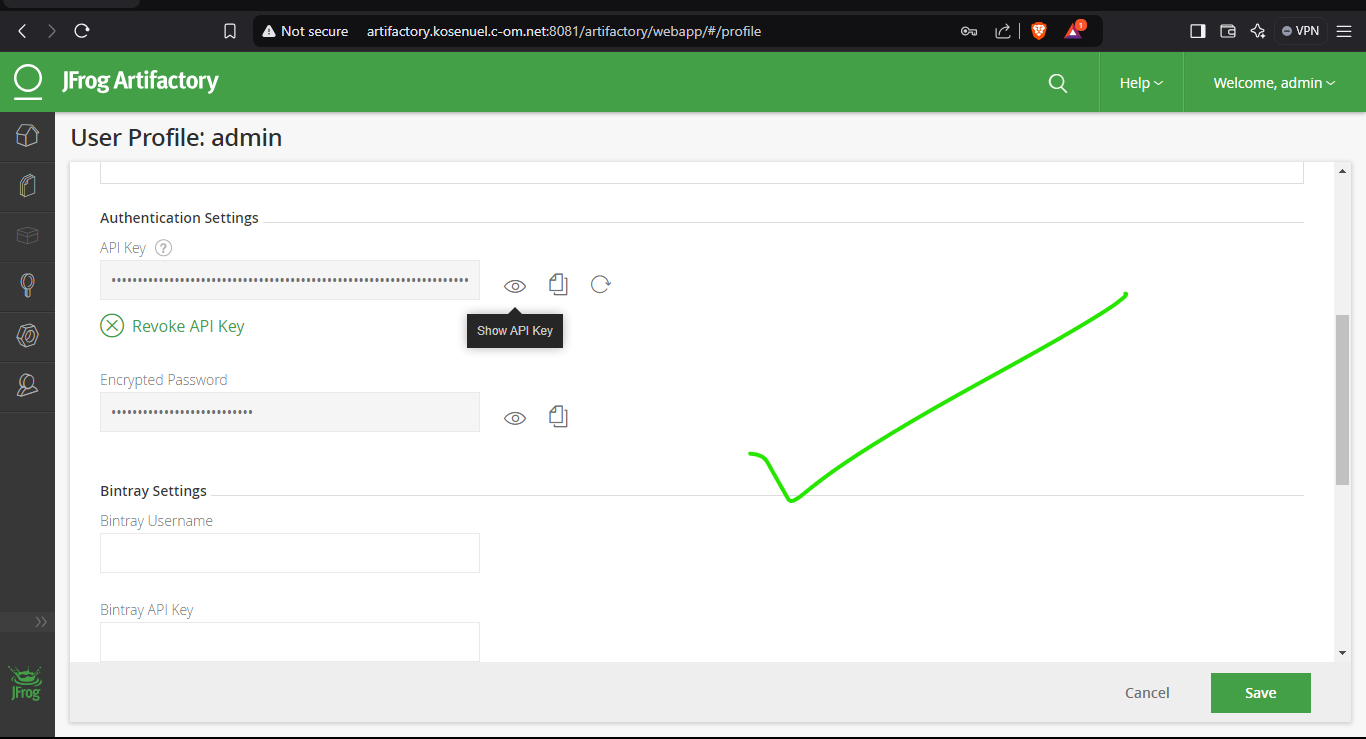 Not secure artifactory.kosenuel.c-om.net:8081/artifactory/webapp/#/profile 1 VPN
JFrog Artifactory Help Welcome, admin
User Profile: admin
Authentication Settings
API Key ?
••••••••••••••••••••••••••••••••••••••••••••••••••••••••••••••••••••••••
Revoke API Key
Show API Key
Encrypted Password
•••••••••••••••••••••••••••
Bintray Settings
Bintray Username
Bintray API Key
JFrog
Cancel Save